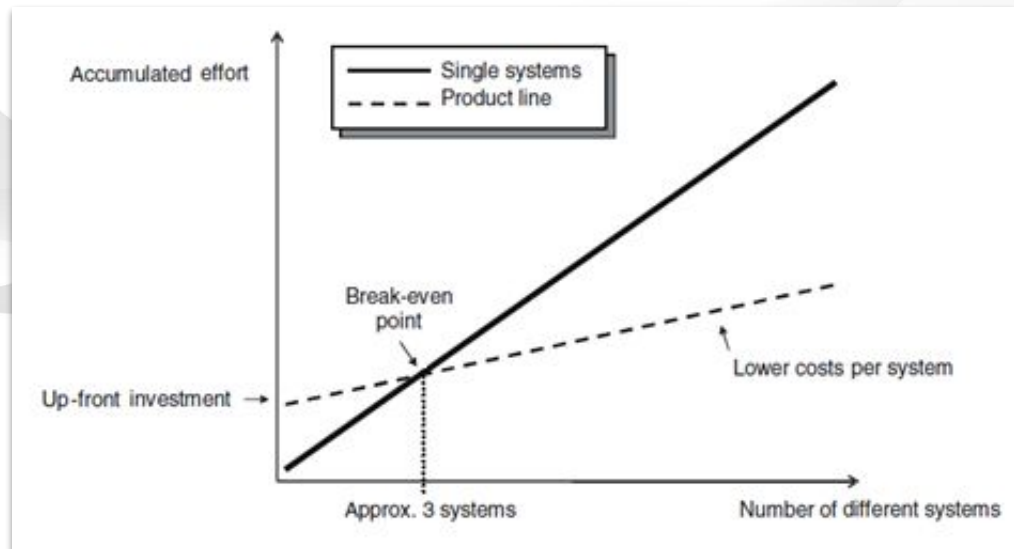 Accumulated effort
Single systems
Product line
Break-even
point
Up-front investment
Lower costs per system
Approx. 3 systems
Number of different systems